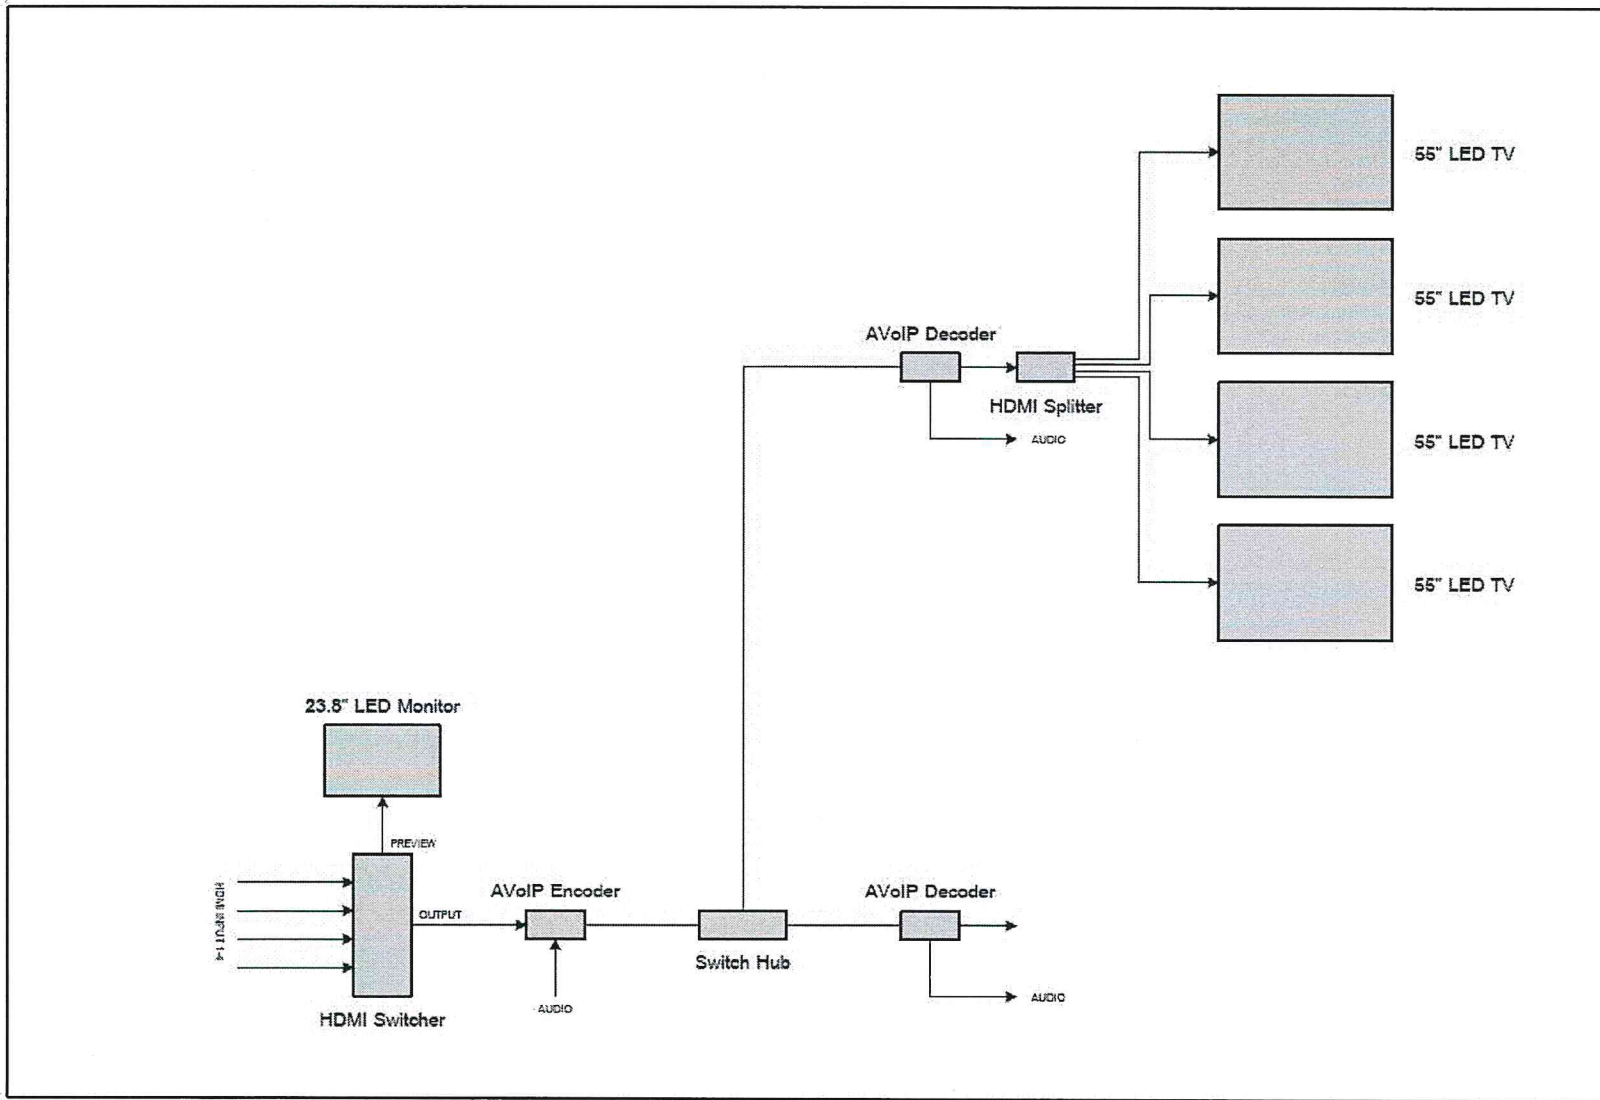 55" LED TV
55" LED TV
AVoIP Decoder
HDMI Splitter
AUDIO
55" LED TV
55" LED TV
23.8" LED Monitor
PREVIEW
HDMI INPUT 1-4
OUTPUT
HDMI Switcher
AVoIP Encoder
AUDIO
Switch Hub
AVoIP Decoder
AUDIO